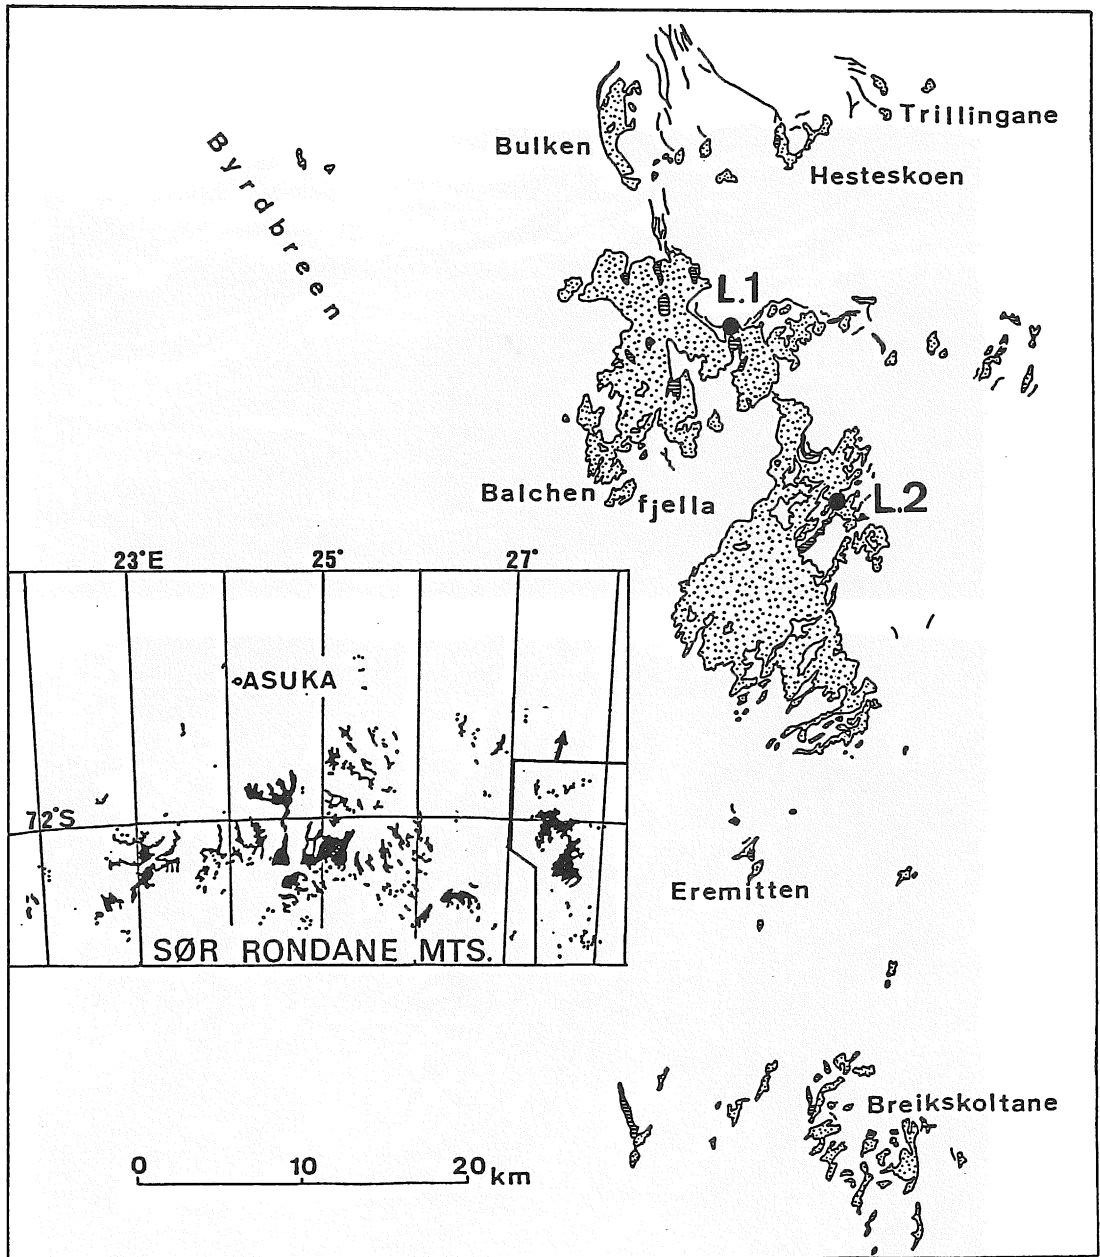 Trillingane
Bulken
Hesteskoen
Byrdbreen
L.1
Balchen
fjella
L.2
23°E
25°
27°
ASUKA
72°S
Eremitten
SØR RONDANE MTS.
Breikskoltane
0
10
20 km